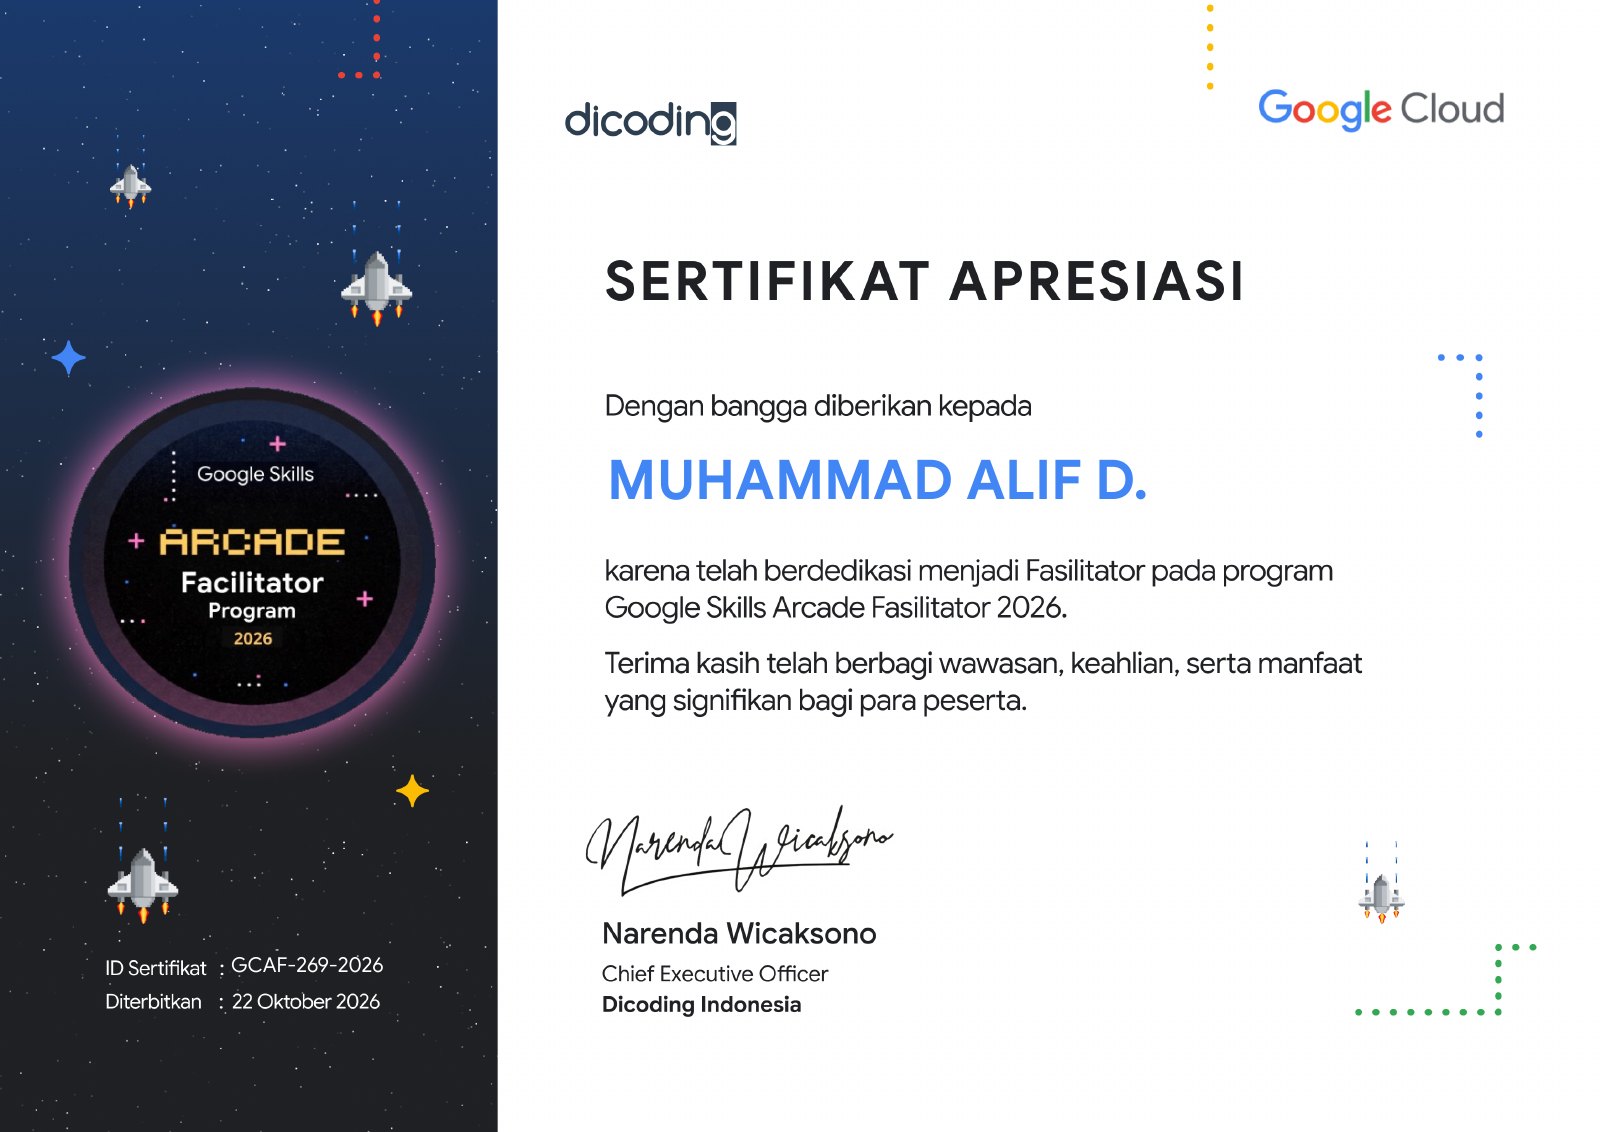 dicoding
Google Cloud
SERTIFIKAT APRESIASI
Dengan bangga diberikan kepada
MUHAMMAD ALIF D.
karena telah berdedikasi menjadi Fasilitator pada program
Google Skills Arcade Fasilitator 2026.
Terima kasih telah berbagi wawasan, keahlian, serta manfaat
yang signifikan bagi para peserta.
Narenda Wicaksono
Narenda Wicaksono
Chief Executive Officer
Dicoding Indonesia
Google Skills
ARCADE
Facilitator
Program
2026
ID Sertifikat : GCAF-269-2026
Diterbitkan : 22 Oktober 2026